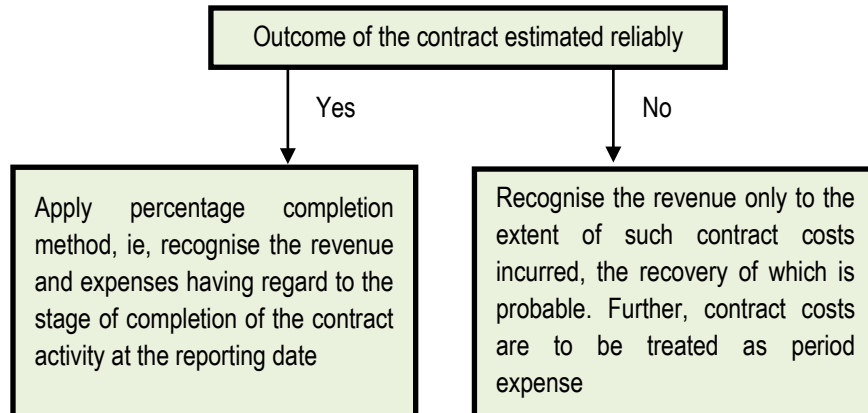 Outcome of the contract estimated reliably
Yes
No
Apply percentage completion
method, ie, recognise the revenue
and expenses having regard to the
stage of completion of the contract
activity at the reporting date
Recognise the revenue only to the
extent of such contract costs
incurred, the recovery of which is
probable. Further, contract costs
are to be treated as period
expense